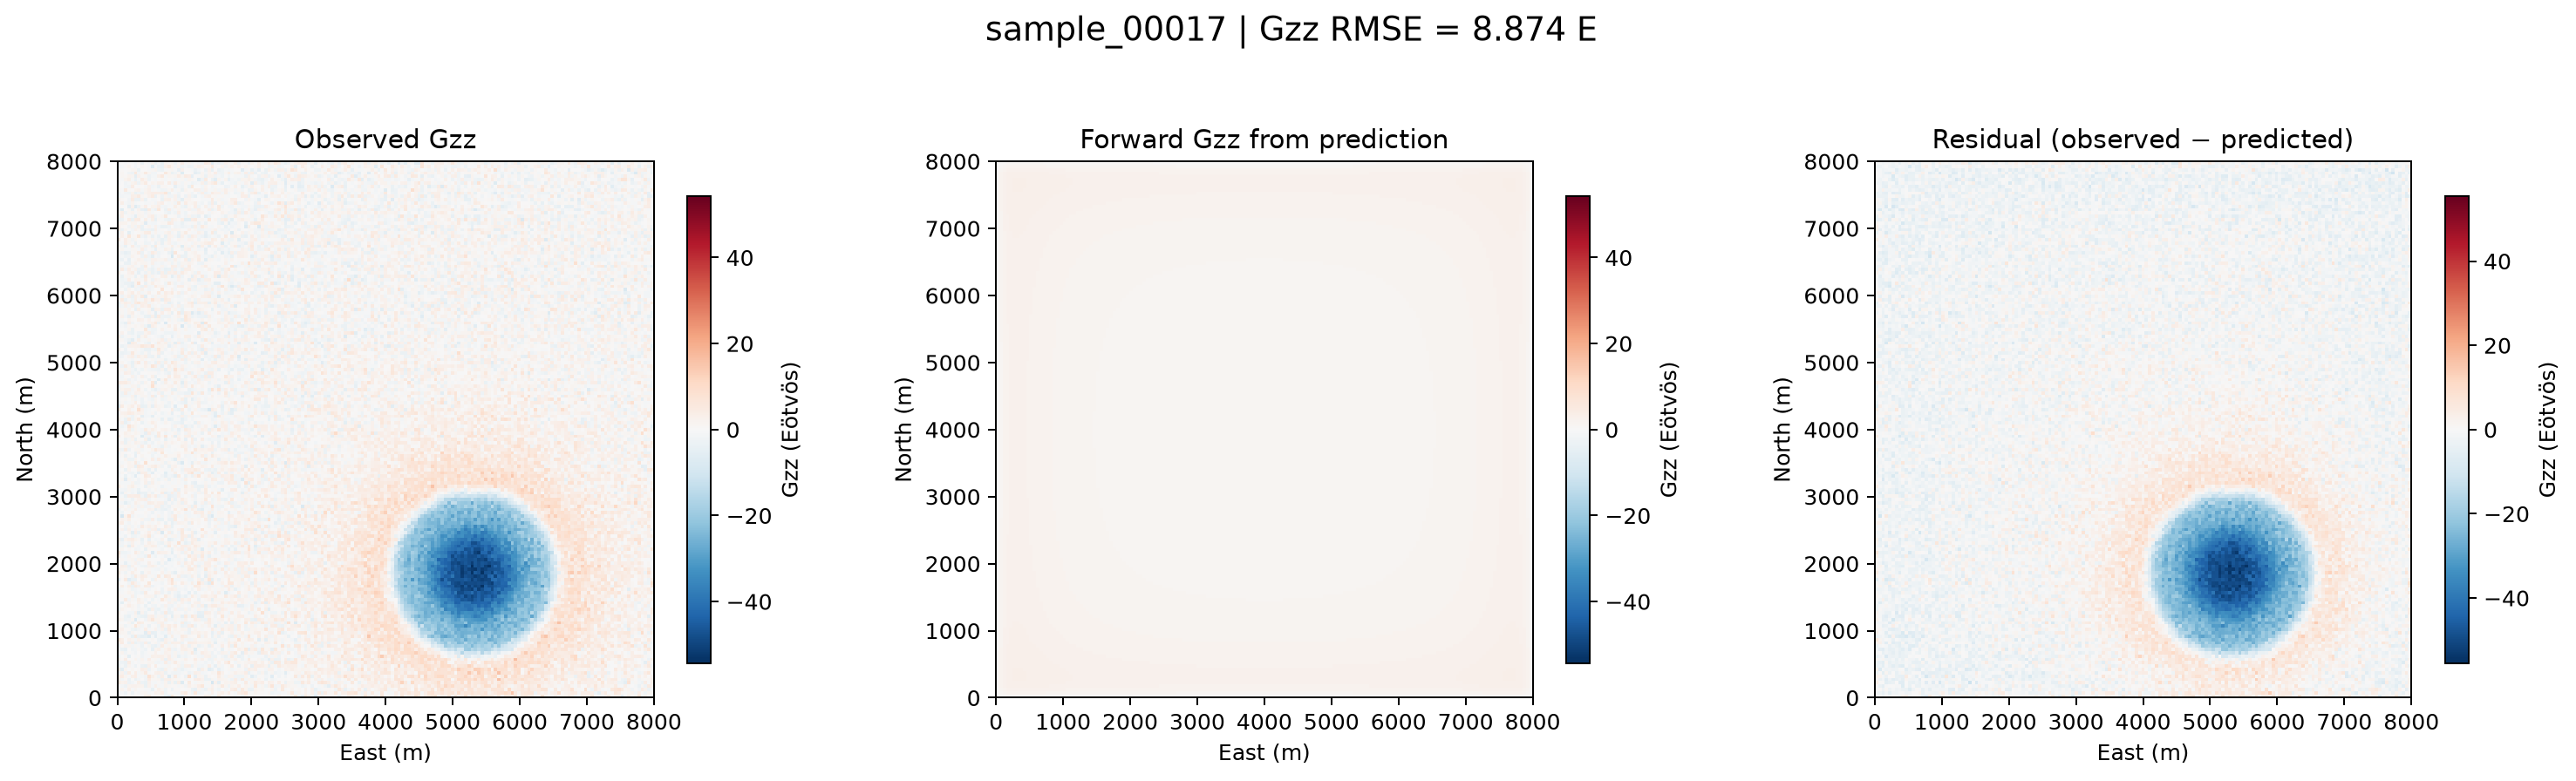 sample_00017 | Gzz RMSE = 8.874 E
Observed Gzz
8000
7000
6000
5000
4000
3000
2000
1000
0
North (m)
0 1000 2000 3000 4000 5000 6000 7000 8000
East (m)
40
20
0
−20
−40
Gzz (Eötvös)
Forward Gzz from prediction
8000
7000
6000
5000
4000
3000
2000
1000
0
North (m)
0 1000 2000 3000 4000 5000 6000 7000 8000
East (m)
40
20
0
−20
−40
Gzz (Eötvös)
Residual (observed − predicted)
8000
7000
6000
5000
4000
3000
2000
1000
0
North (m)
0 1000 2000 3000 4000 5000 6000 7000 8000
East (m)
40
20
0
−20
−40
Gzz (Eötvös)